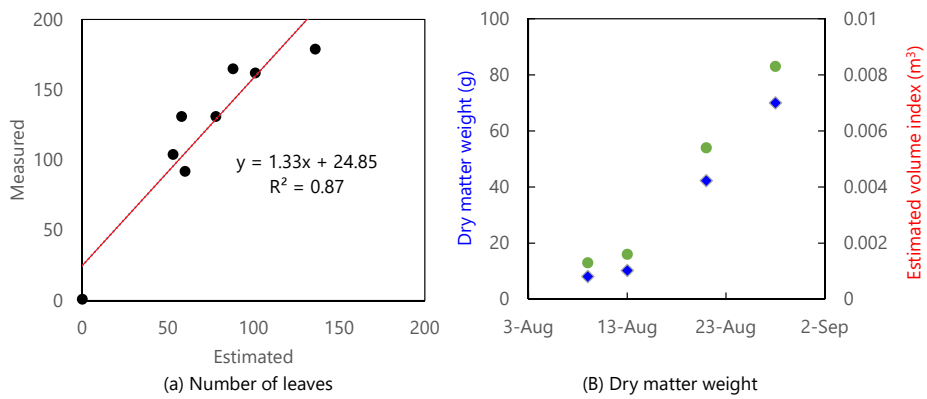 200
150
100
50
0
Measured
y = 1.33x + 24.85
R² = 0.87
0 50 100 150 200
Estimated
(a) Number of leaves
100
80
60
40
20
0
Dry matter weight (g)
0.01
0.008
0.006
0.004
0.002
0
Estimated volume index (m³)
3-Aug 13-Aug 23-Aug 2-Sep
(B) Dry matter weight